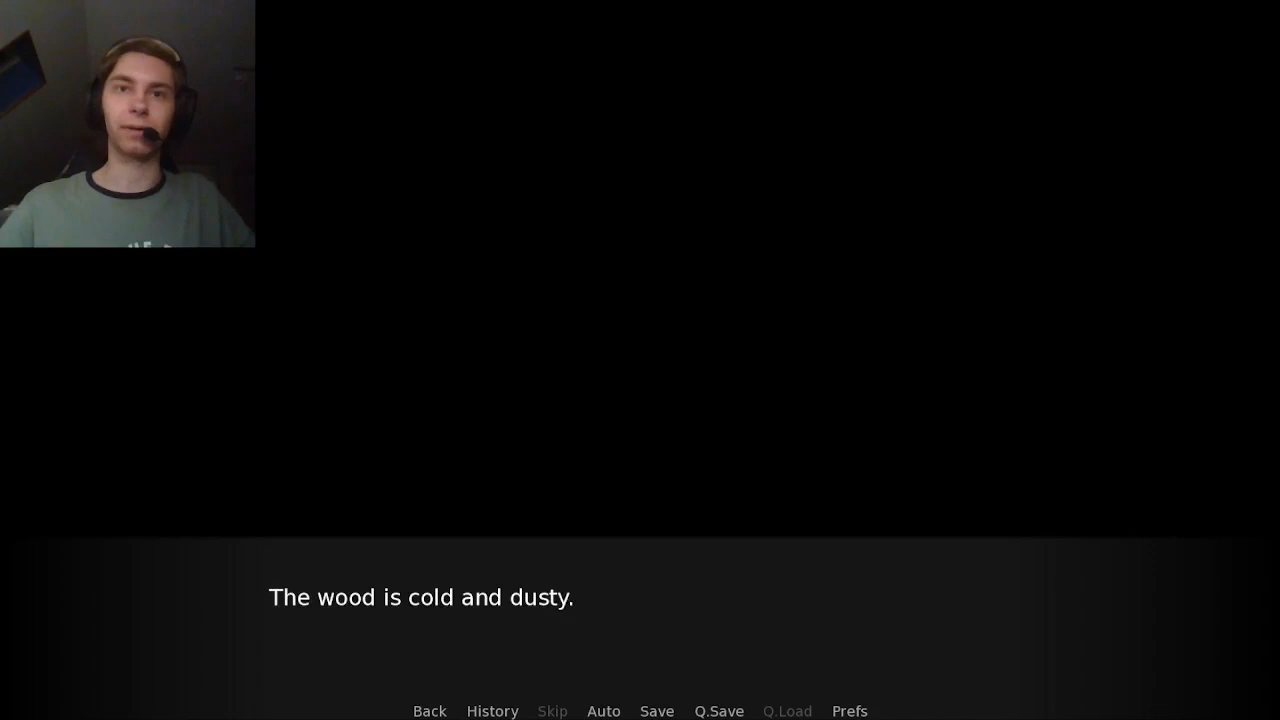 The wood is cold and dusty.
Back History Skip Auto Save Q.Save Q.Load Prefs